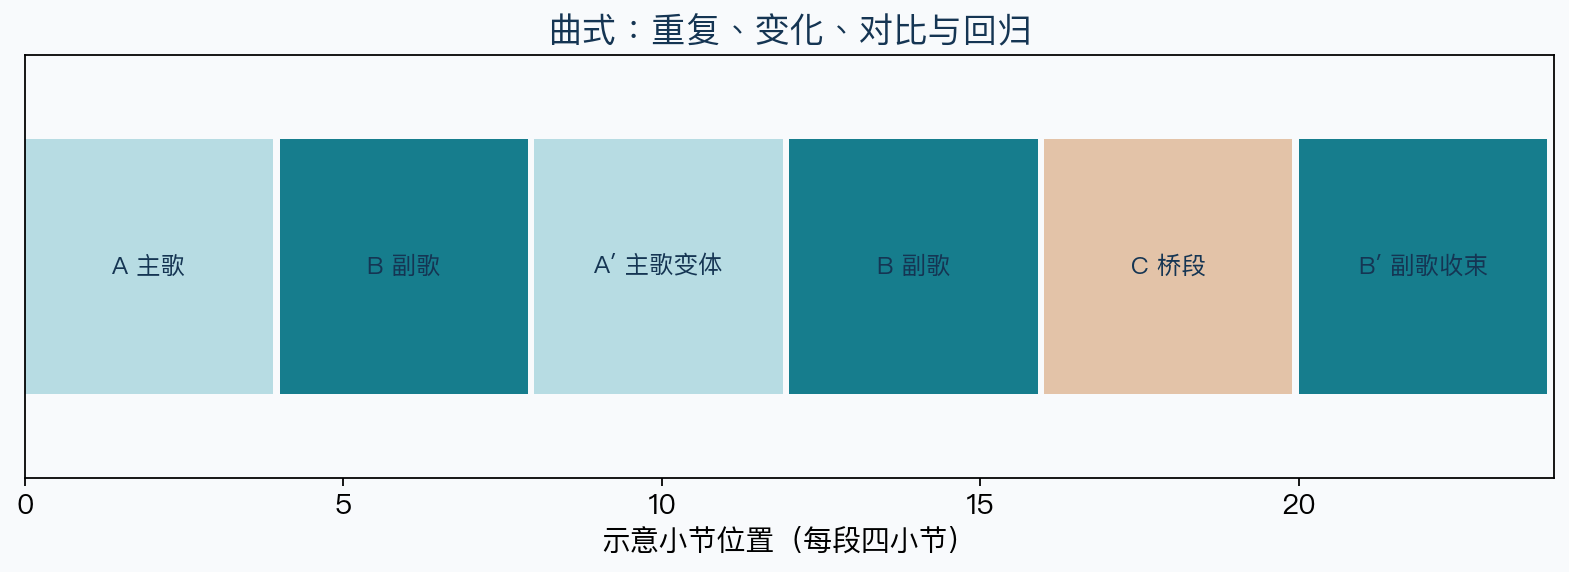 曲式：重复、变化、对比与回归
A 主歌
B 副歌
A′ 主歌变体
B 副歌
C 桥段
B′ 副歌收束
0 5 10 15 20
示意小节位置（每段四小节）